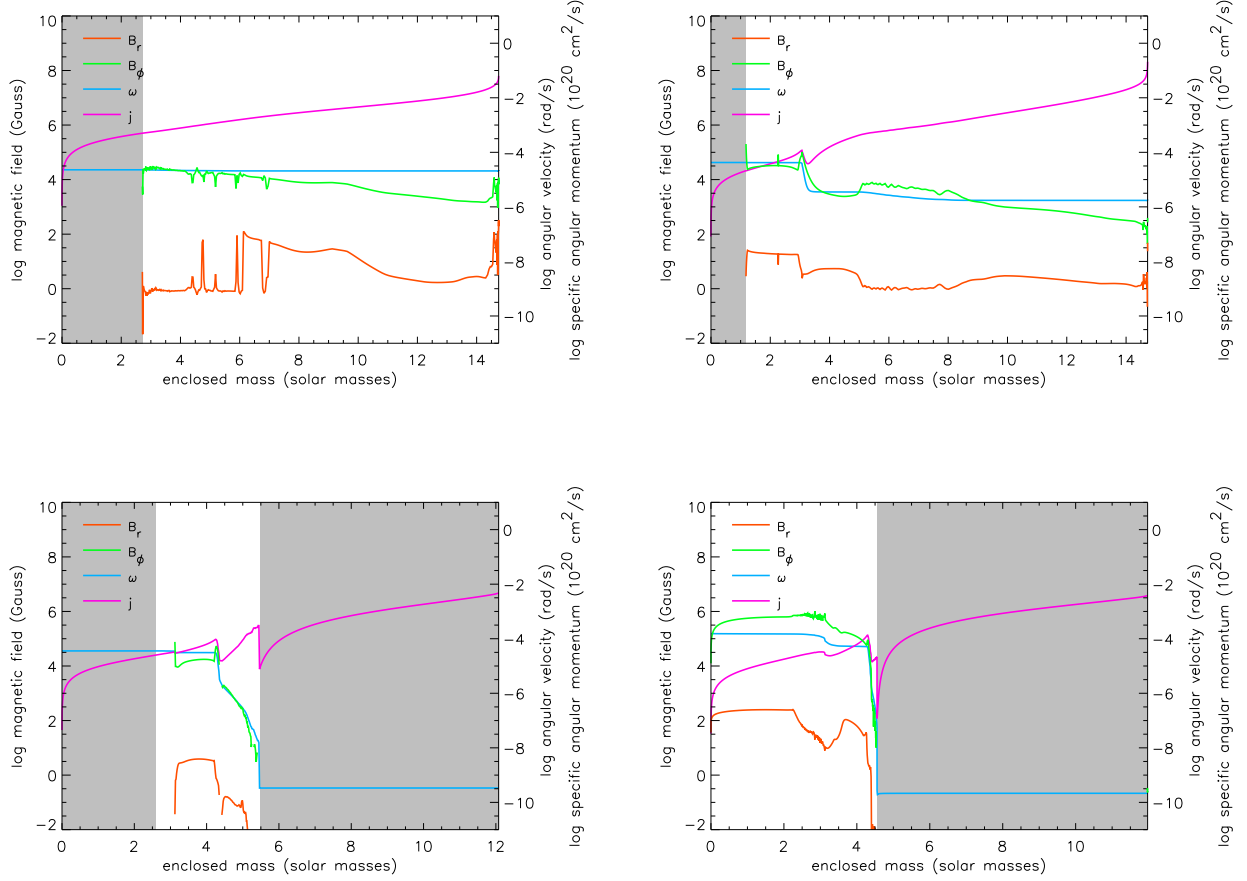 10
8
6
4
2
0
−2
0
−2
−4
−6
−8
−10
0 2 4 6 8 10 12 14
log magnetic field (Gauss)
enclosed mass (solar masses)
log angular velocity (rad/s)
log specific angular momentum (10^20 cm^2/s)
B_r
B_ϕ
ω
j
10
8
6
4
2
0
−2
0
−2
−4
−6
−8
−10
0 2 4 6 8 10 12 14
log magnetic field (Gauss)
enclosed mass (solar masses)
log angular velocity (rad/s)
log specific angular momentum (10^20 cm^2/s)
B_r
B_ϕ
ω
j
10
8
6
4
2
0
−2
0
−2
−4
−6
−8
−10
0 2 4 6 8 10 12
log magnetic field (Gauss)
enclosed mass (solar masses)
log angular velocity (rad/s)
log specific angular momentum (10^20 cm^2/s)
B_r
B_ϕ
ω
j
10
8
6
4
2
0
−2
0
−2
−4
−6
−8
−10
0 2 4 6 8 10
log magnetic field (Gauss)
enclosed mass (solar masses)
log angular velocity (rad/s)
log specific angular momentum (10^20 cm^2/s)
B_r
B_ϕ
ω
j